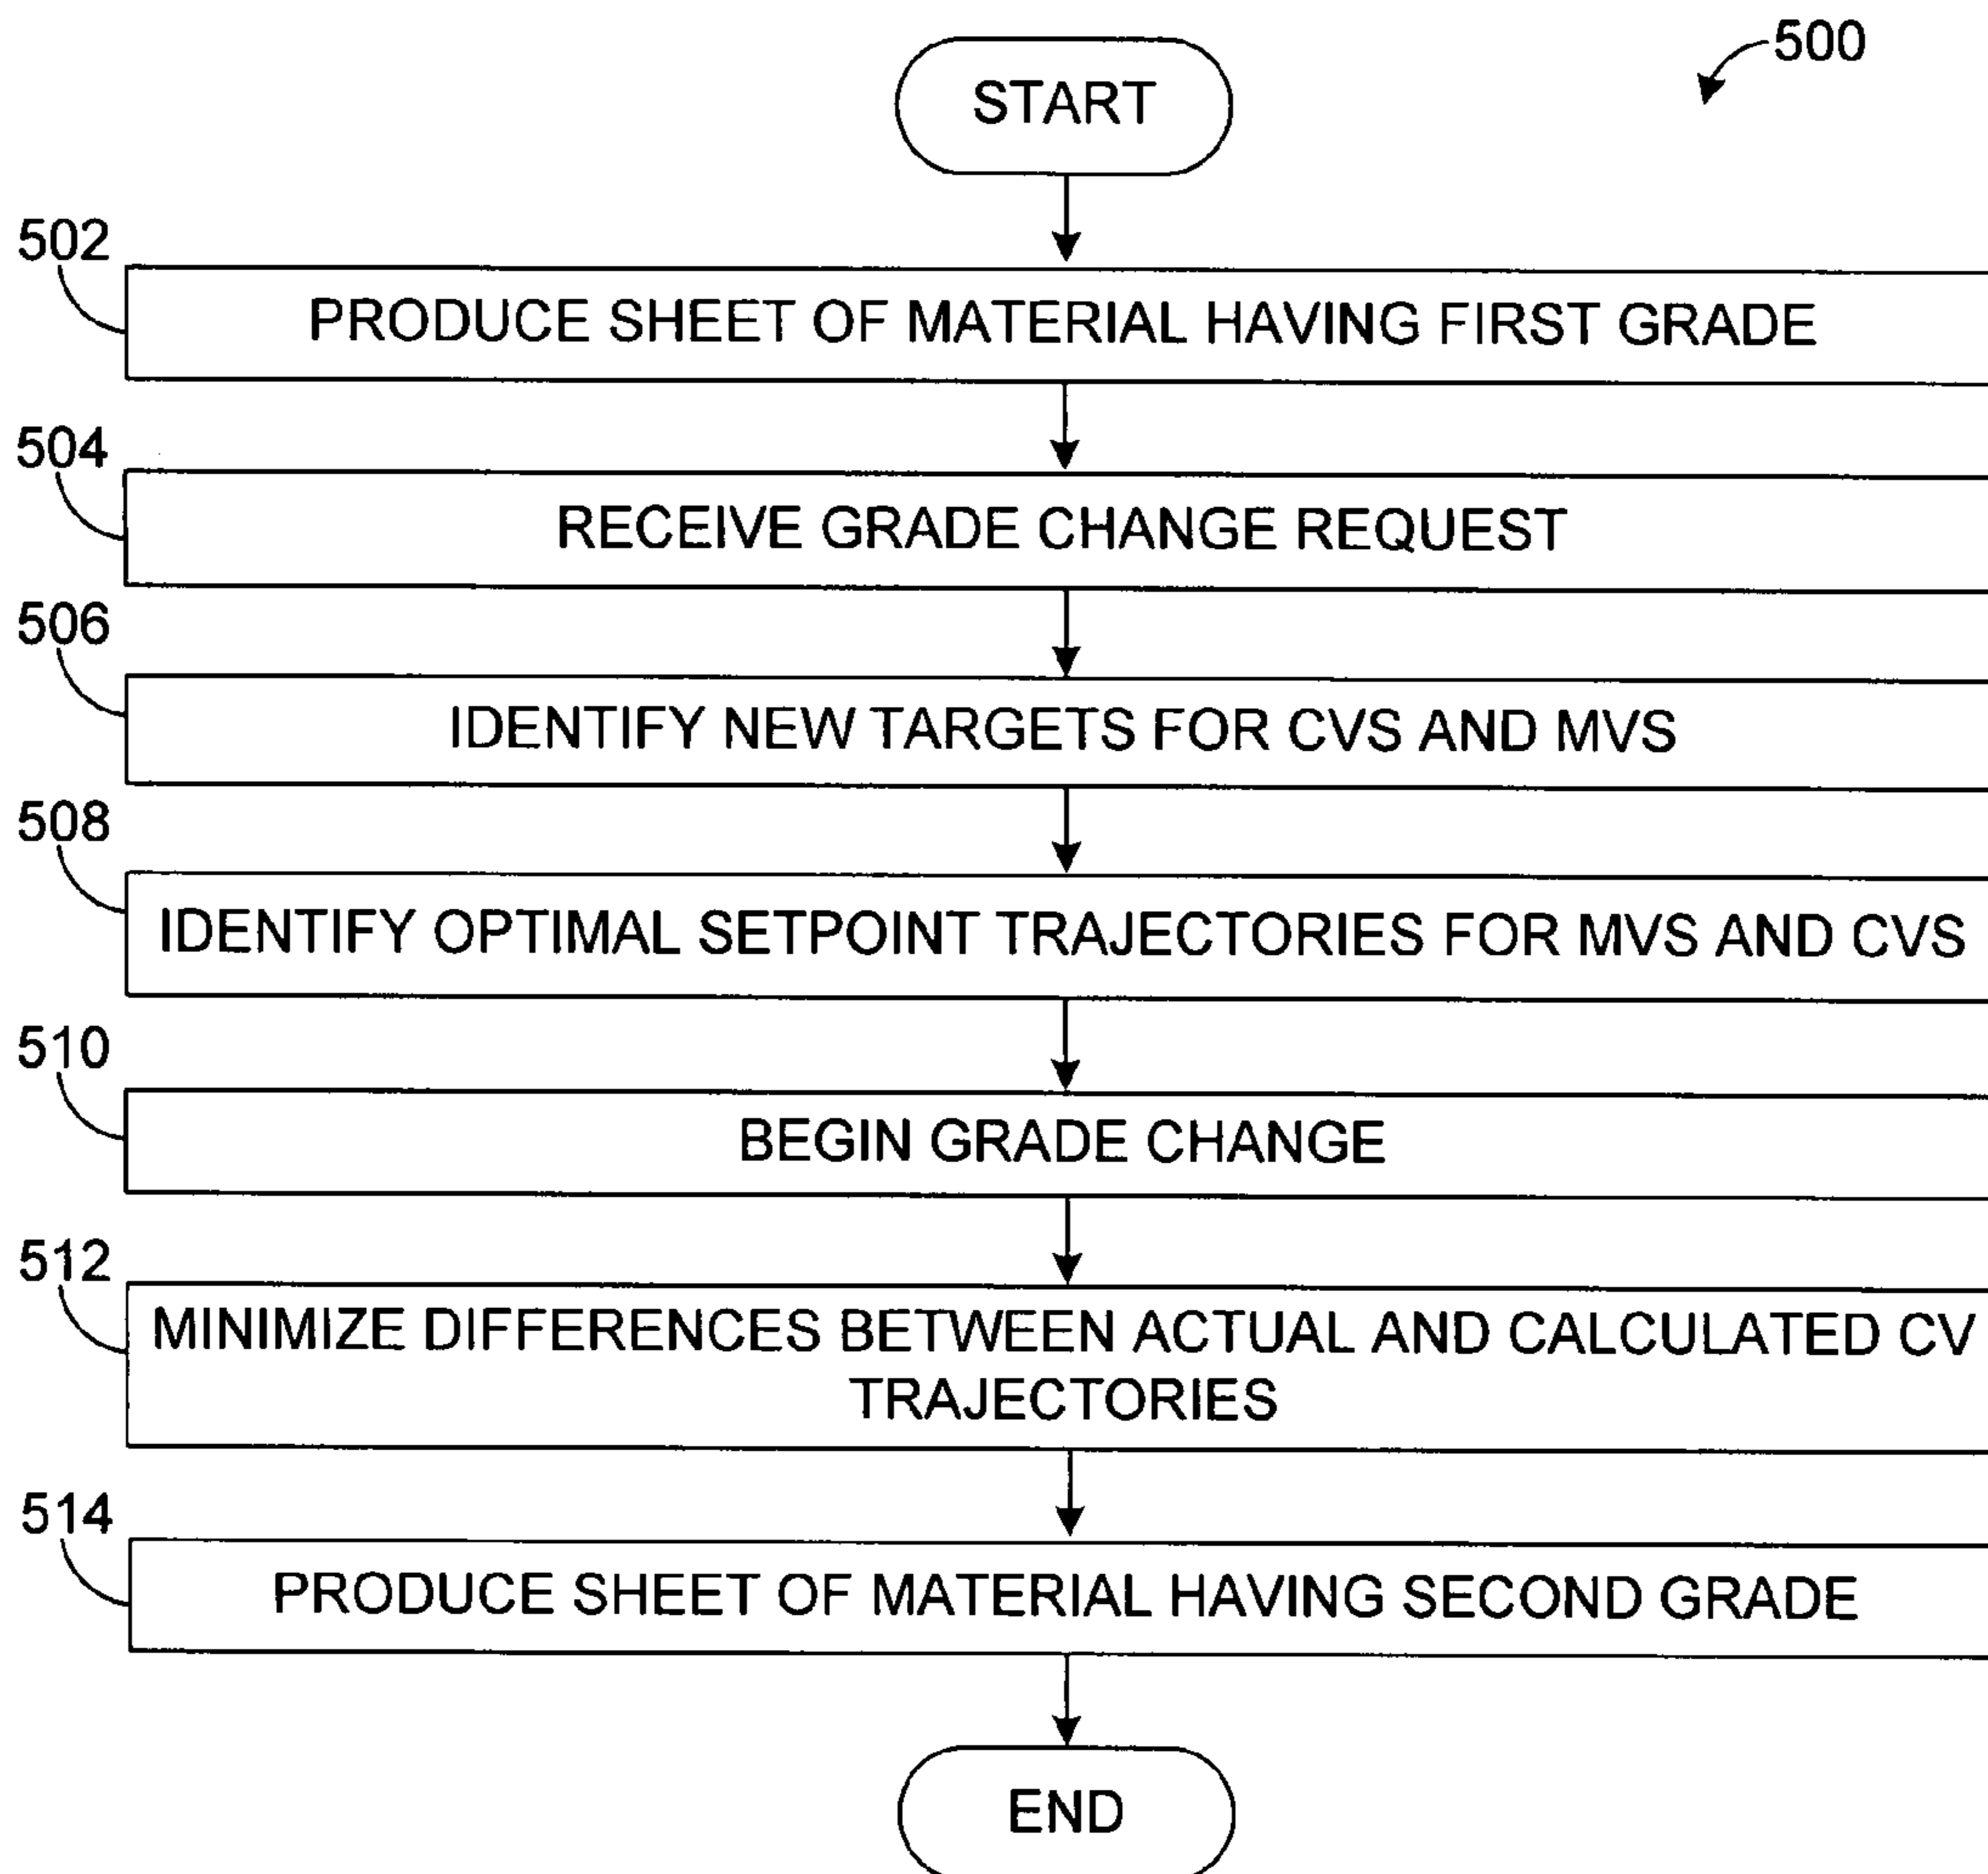 500
START
502
PRODUCE SHEET OF MATERIAL HAVING FIRST GRADE
504
RECEIVE GRADE CHANGE REQUEST
506
IDENTIFY NEW TARGETS FOR CVS AND MVS
508
IDENTIFY OPTIMAL SETPOINT TRAJECTORIES FOR MVS AND CVS
510
BEGIN GRADE CHANGE
512
MINIMIZE DIFFERENCES BETWEEN ACTUAL AND CALCULATED CV
TRAJECTORIES
514
PRODUCE SHEET OF MATERIAL HAVING SECOND GRADE
END